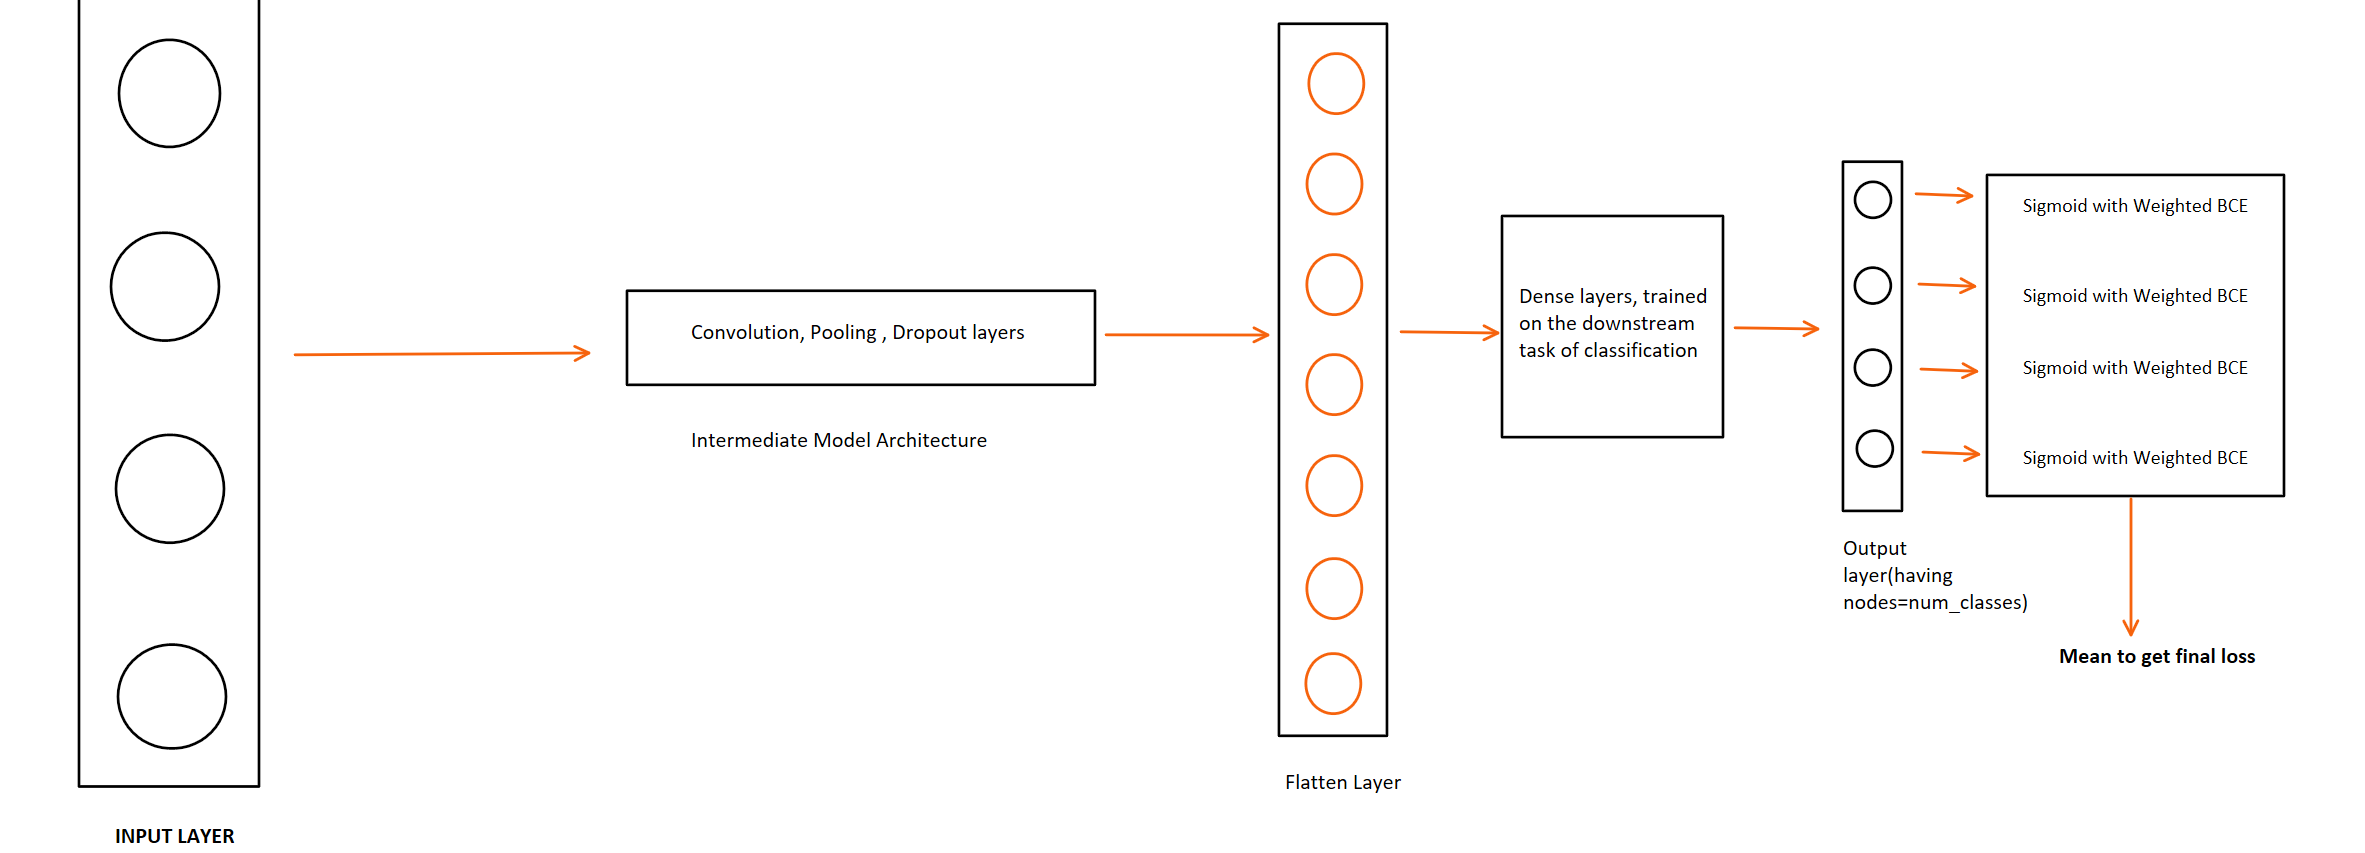 INPUT LAYER
Convolution, Pooling , Dropout layers
Intermediate Model Architecture
Flatten Layer
Dense layers, trained
on the downstream
task of classification
Output
layer(having
nodes=num_classes)
Sigmoid with Weighted BCE
Sigmoid with Weighted BCE
Sigmoid with Weighted BCE
Sigmoid with Weighted BCE
Mean to get final loss